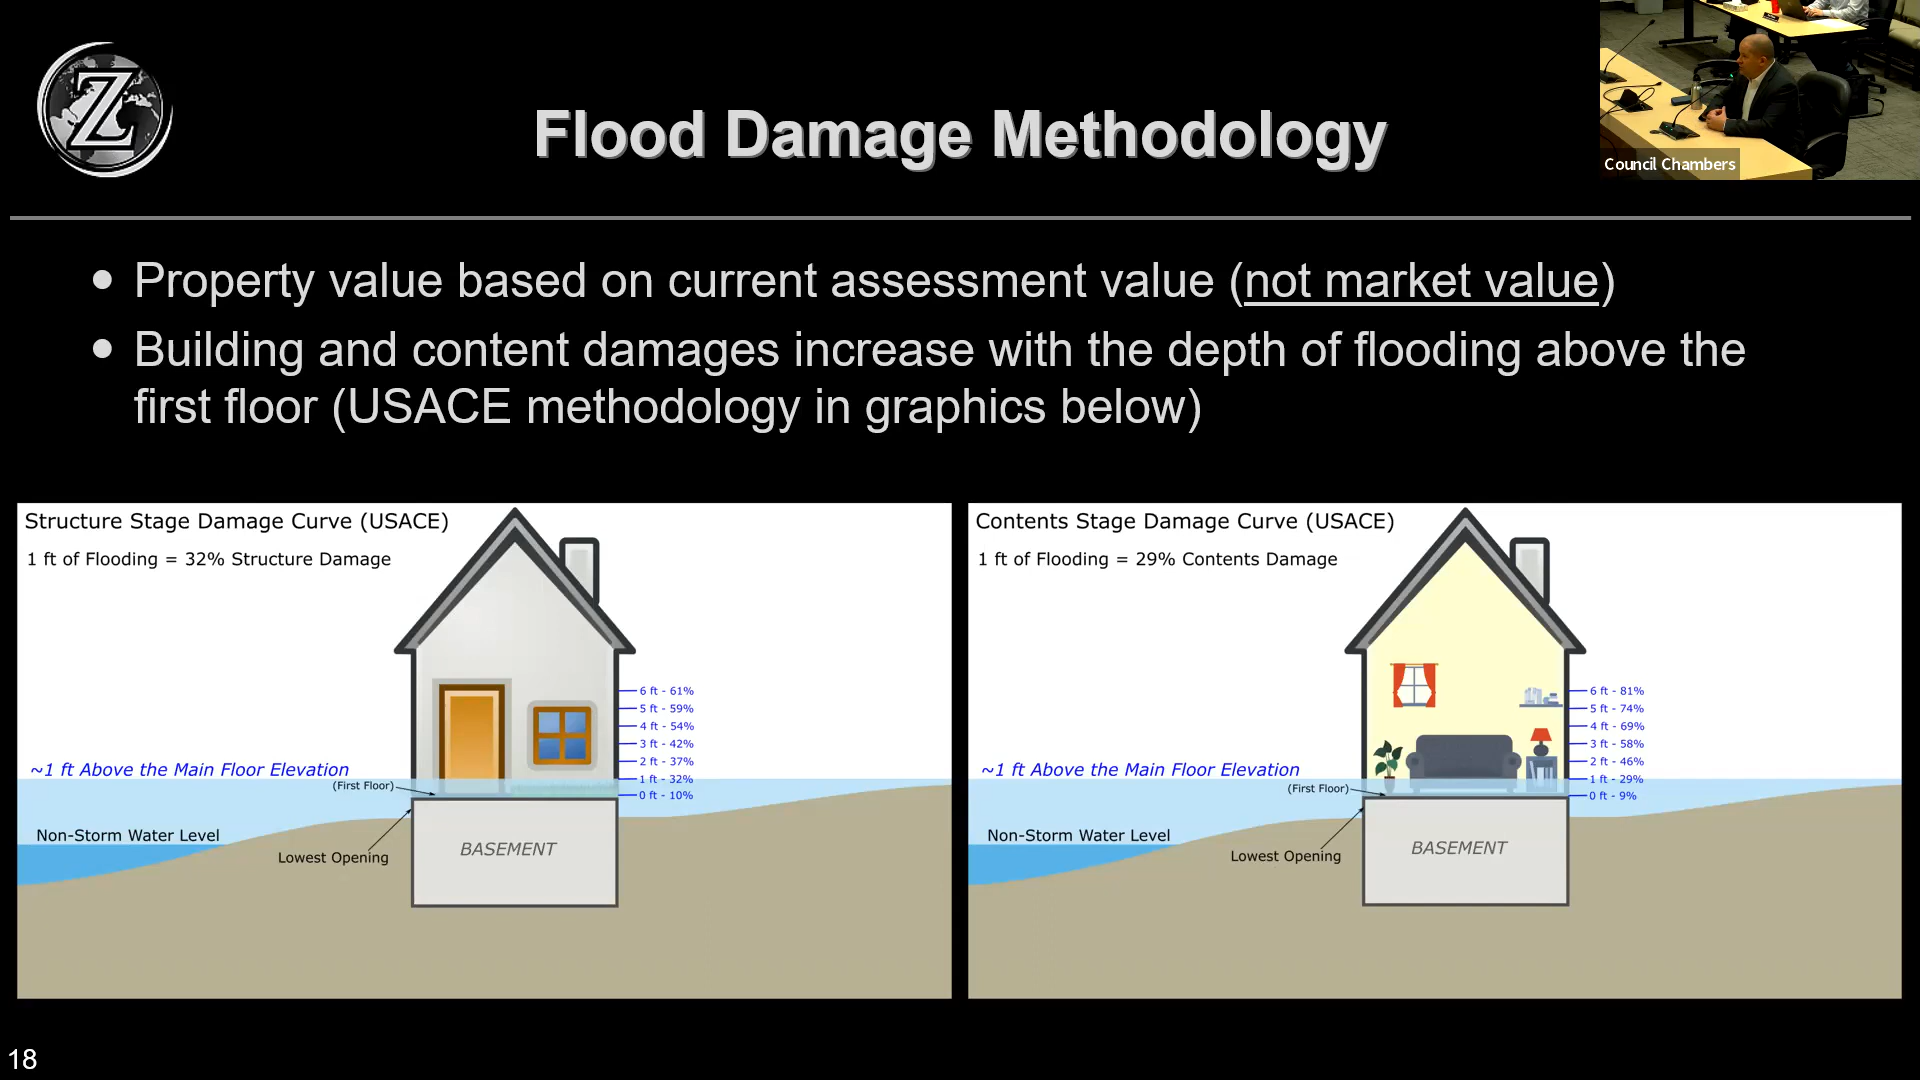 Z
Flood Damage Methodology
Council Chambers
Property value based on current assessment value (not market value)
Building and content damages increase with the depth of flooding above the
first floor (USACE methodology in graphics below)
Structure Stage Damage Curve (USACE)
1 ft of Flooding = 32% Structure Damage
6 ft - 61%
5 ft - 59%
4 ft - 54%
3 ft - 42%
2 ft - 37%
1 ft - 32%
0 ft - 10%
~1 ft Above the Main Floor Elevation
(First Floor)
Non-Storm Water Level
Lowest Opening
BASEMENT
Contents Stage Damage Curve (USACE)
1 ft of Flooding = 29% Contents Damage
6 ft - 81%
5 ft - 74%
4 ft - 69%
3 ft - 58%
2 ft - 46%
1 ft - 29%
0 ft - 9%
~1 ft Above the Main Floor Elevation
(First Floor)
Non-Storm Water Level
Lowest Opening
BASEMENT
18